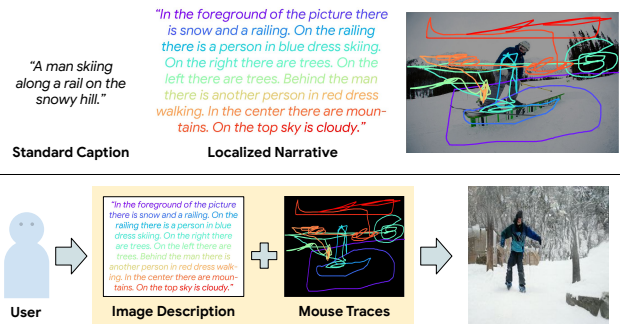 “A man skiing
along a rail on the
snowy hill.”
Standard Caption
“In the foreground of the picture there
is snow and a railing. On the railing
there is a person in blue dress skiing.
On the right there are trees. On the
left there are trees. Behind the man
there is another person in red dress
walking. In the center there are moun-
tains. On the top sky is cloudy.”
Localized Narrative
User
“In the foreground of the picture
there is snow and a railing. On the
railing there is a person in blue
dress skiing. On the right there
are trees. On the left there are
trees. Behind the man there is
another person in red dress walk-
ing. In the center there are moun-
tains. On the top sky is cloudy.”
Image Description
Mouse Traces